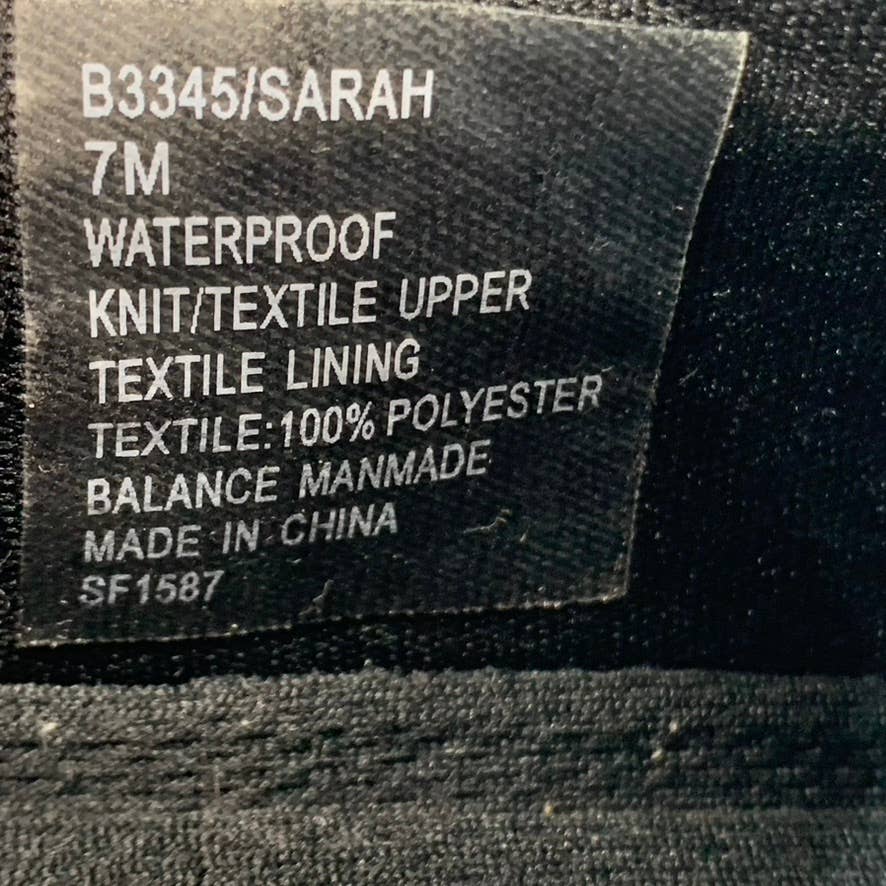 B3345/SARAH
7M
WATERPROOF
KNIT/TEXTILE UPPER
TEXTILE LINING
TEXTILE:100% POLYESTER
BALANCE MANMADE
MADE IN CHINA
SF1587